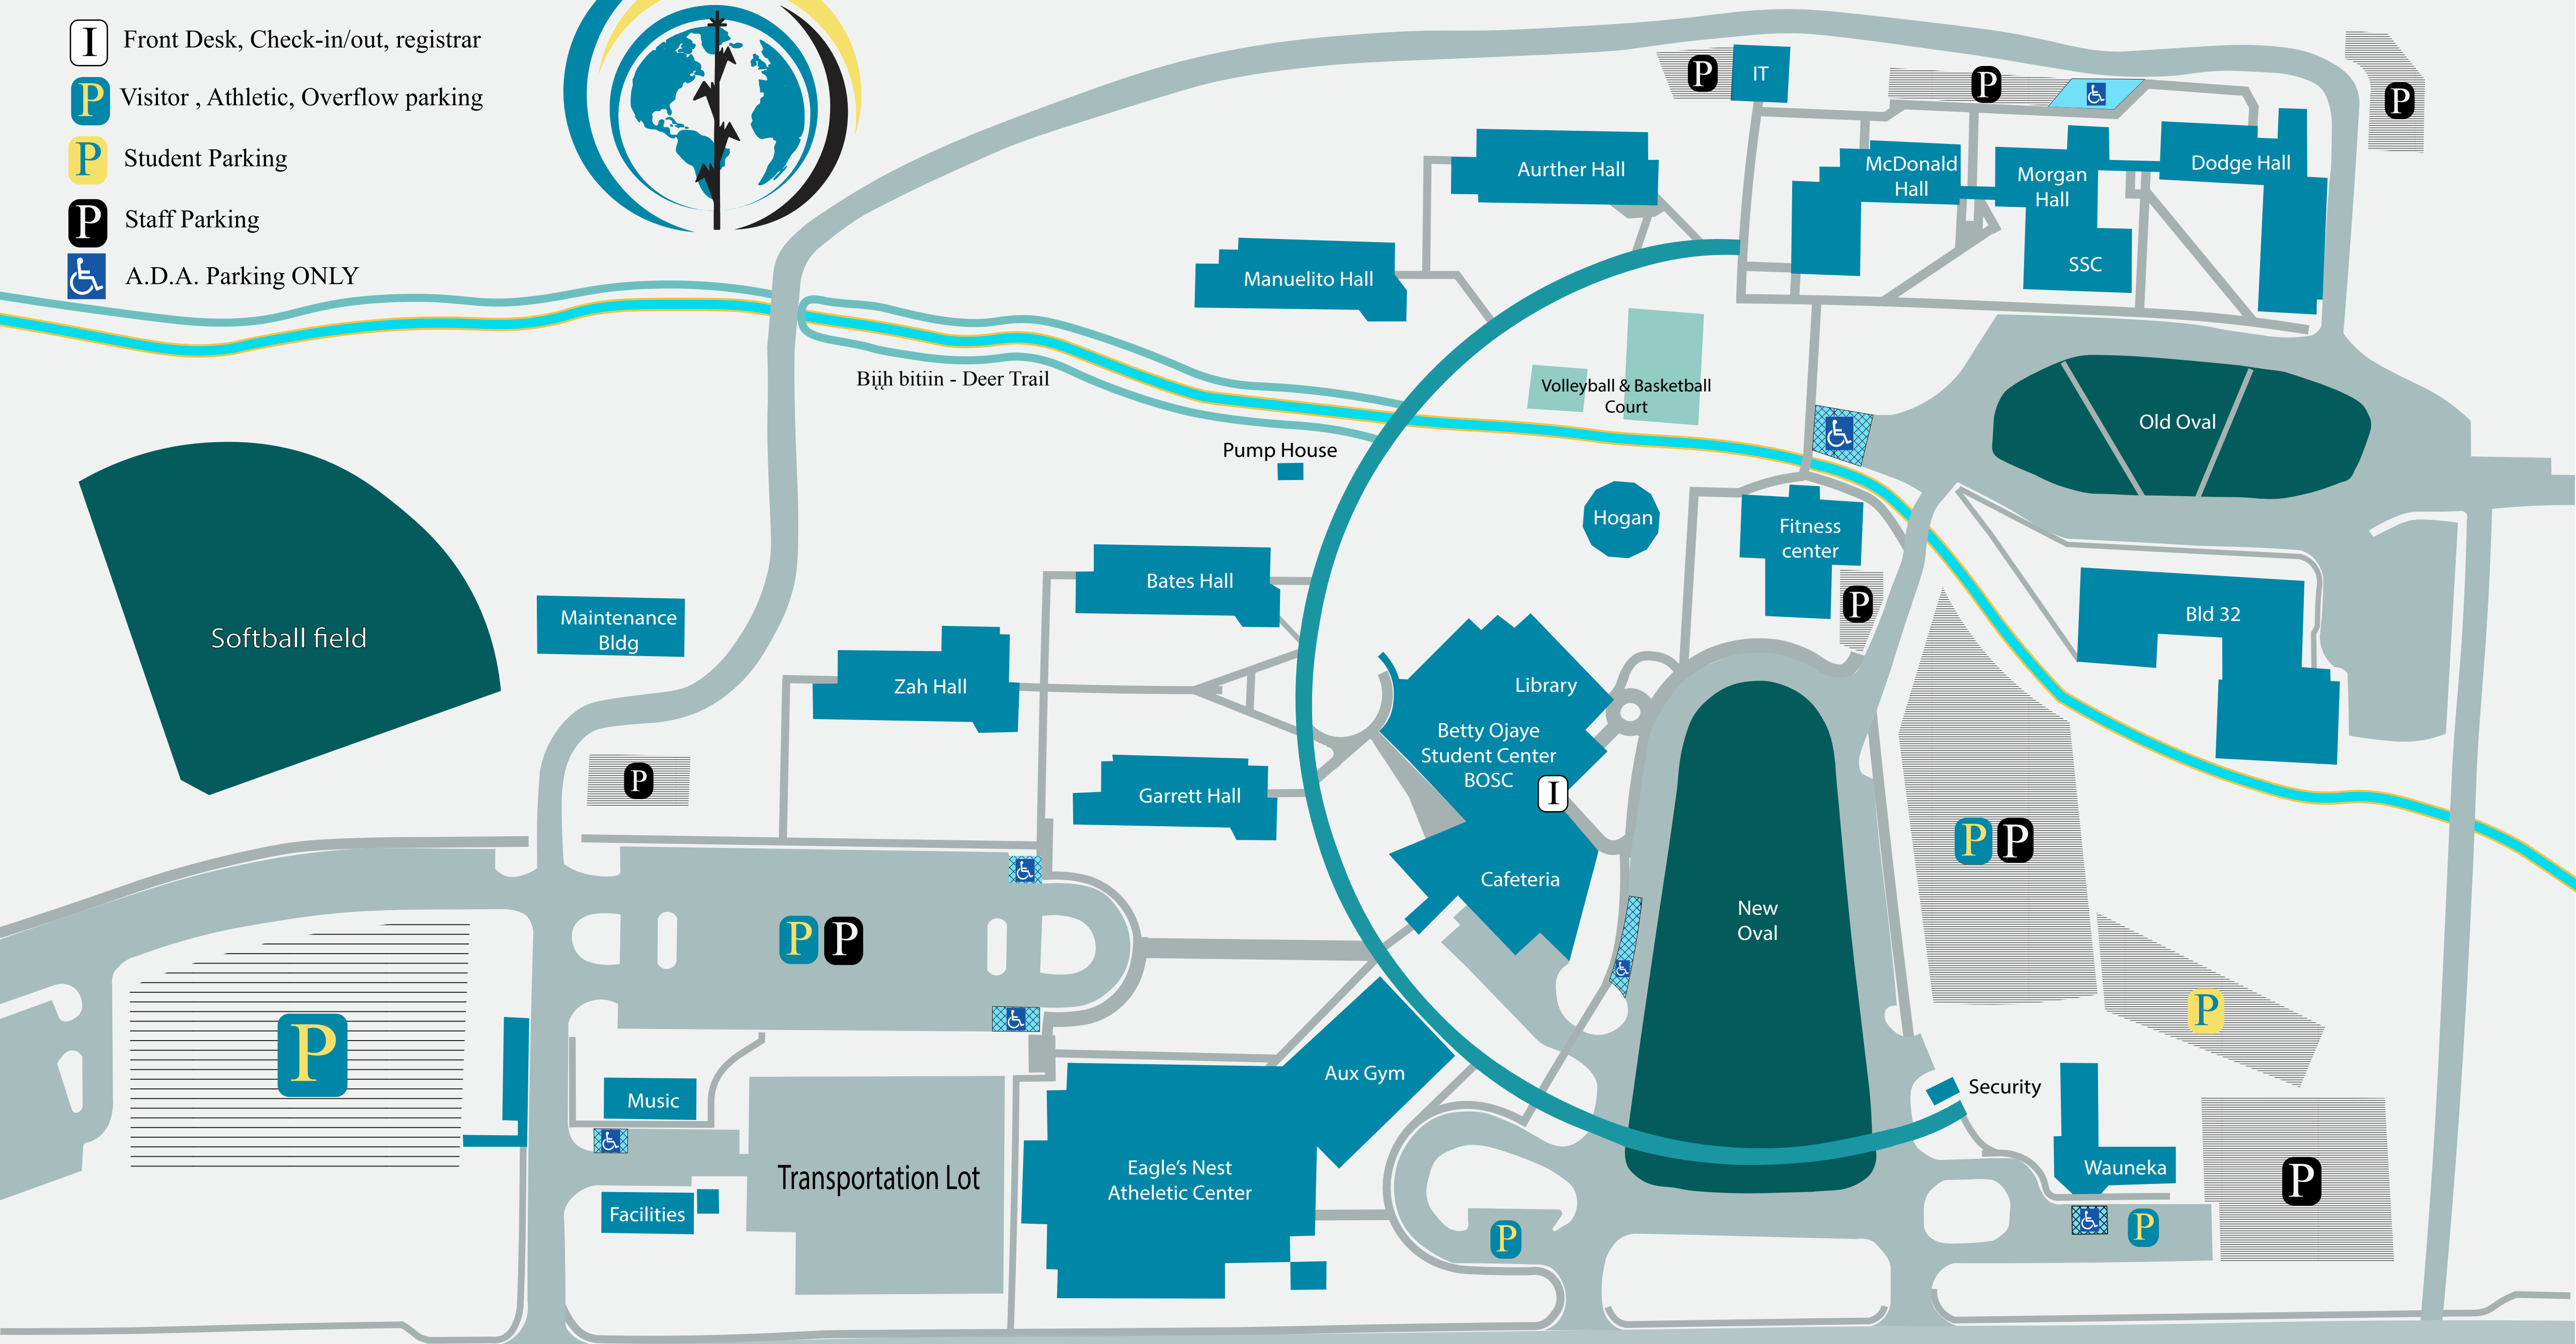 I Front Desk, Check-in/out, registrar
P Visitor , Athletic, Overflow parking
P Student Parking
P Staff Parking
A.D.A. Parking ONLY
P
IT
P
P
Aurther Hall
McDonald
Hall
Morgan
Hall
Dodge Hall
SSC
Manuelito Hall
Bįįh bitiin - Deer Trail
Volleyball & Basketball
Court
Old Oval
Pump House
Hogan
Fitness
center
P
Bates Hall
Bld 32
Softball field
Maintenance
Bldg
Zah Hall
Library
Betty Ojaye
Student Center
BOSC
I
P
Garrett Hall
Cafeteria
P P
New
Oval
P P
P
P
Aux Gym
Security
Music
Transportation Lot
Eagle's Nest
Atheletic Center
Wauneka
P
Facilities
P
P